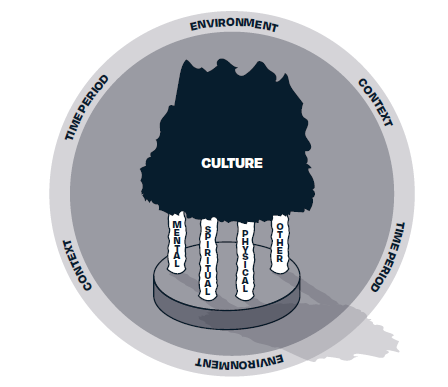 ENVIRONMENT
CONTEXT
TIME PERIOD
ENVIRONMENT
CONTEXT
TIME PERIOD
CULTURE
MENTAL
SPIRITUAL
PHYSICAL
OTHER